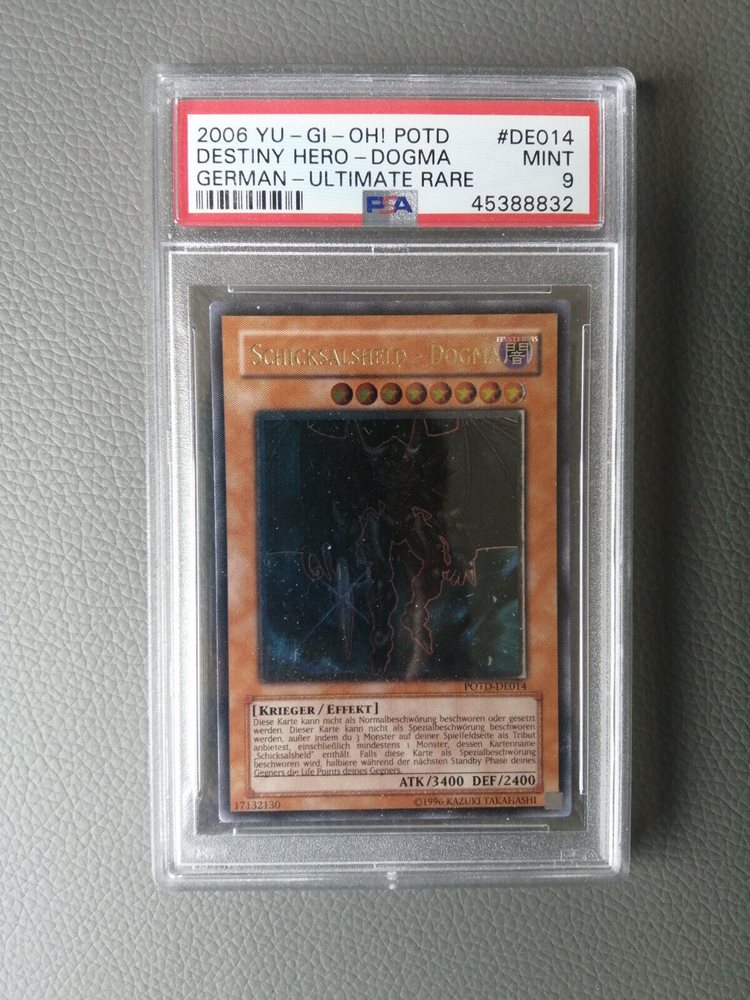 2006 YU-GI-OH! POTD #DE014
DESTINY HERO-DOGMA MINT
GERMAN-ULTIMATE RARE 9
PSA 45388832
SCHICKSALSHELD - DOGMA
FINSTERNIS
闇
POTD-DE014
[KRIEGER / EFFEKT]
Diese Karte kann nicht als Normalbeschwörung beschworen oder gesetzt
werden. Dieser Karte kann nicht als Spezialbeschwörung beschworen
werden, außer indem du 3 Monster auf deiner Spielfeldseite als Tribut
anbietest, einschließlich mindestens 1 Monster, dessen Kartenname
„Schicksalsheld" enthält. Falls diese Karte als Spezialbeschwörung
beschworen wird, halbiere während der nächsten Standby Phase deines
Gegners die Life Points deines Gegners.
ATK/3400 DEF/2400
17132130 ©1996 KAZUKI TAKAHASHI